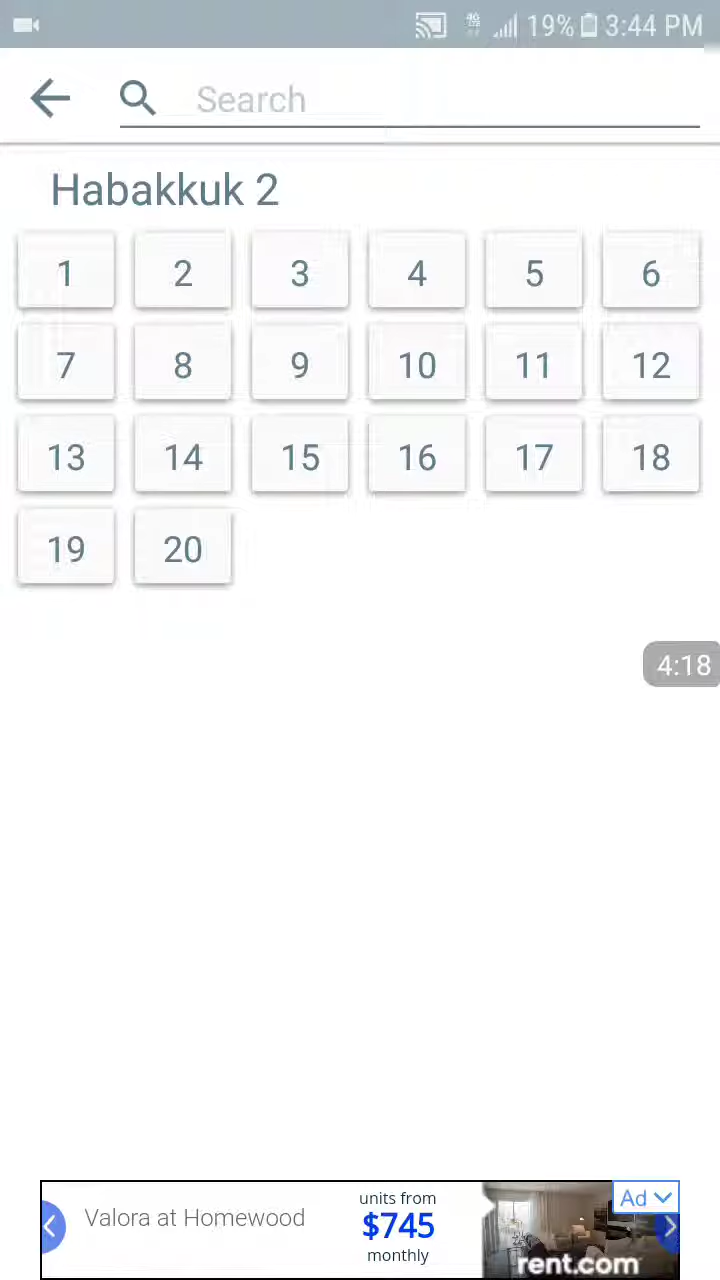 19% 3:44 PM
Search
Habakkuk 2
1 2 3 4 5 6
7 8 9 10 11 12
13 14 15 16 17 18
19 20
4:18
Valora at Homewood
units from
$745
monthly
Ad
rent.com